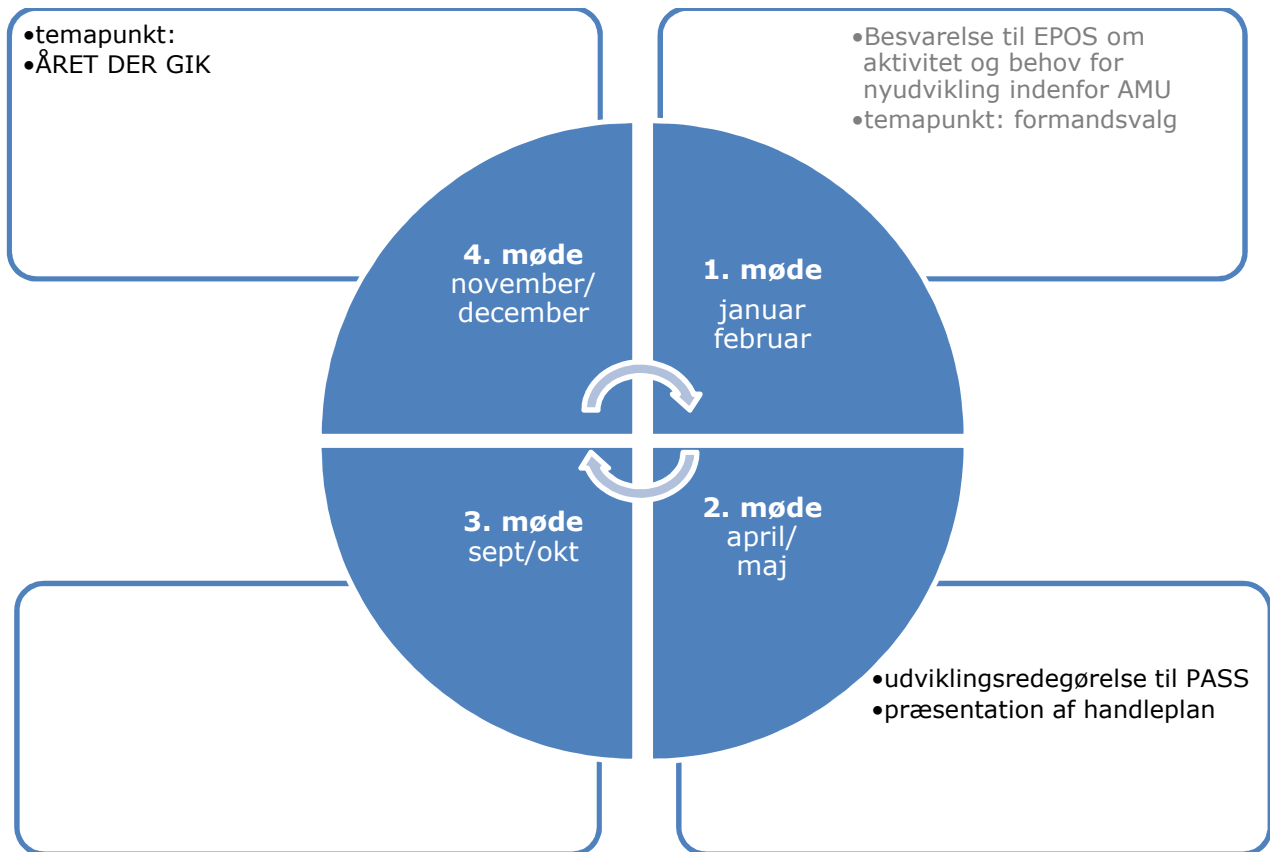 •temapunkt:
•ÅRET DER GIK
•Besvarelse til EPOS om
aktivitet og behov for
nyudvikling indenfor AMU
•temapunkt: formandsvalg
4. møde
november/
december
1. møde
januar
februar
3. møde
sept/okt
2. møde
april/
maj
•udviklingsredegørelse til PASS
•præsentation af handleplan